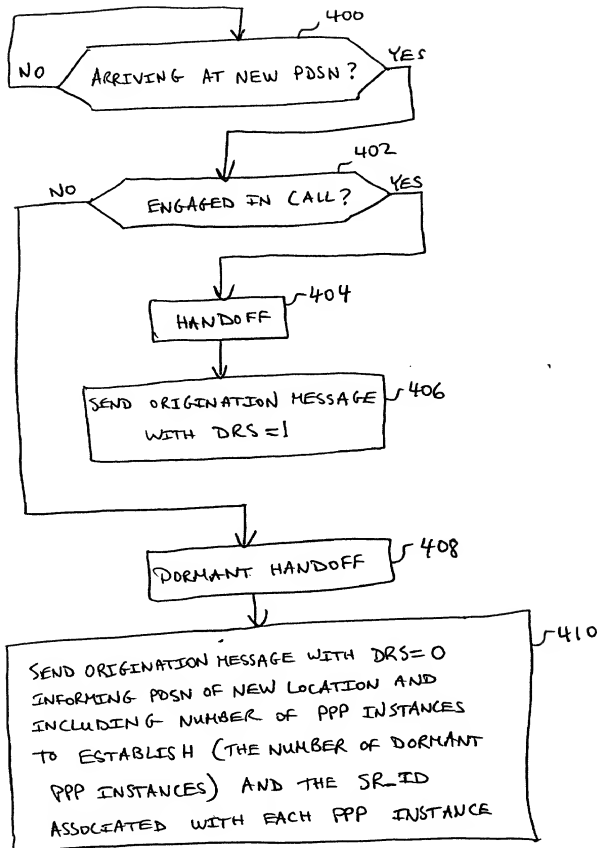 400
ARRIVING AT NEW PDSN?
NO
YES
402
ENGAGED IN CALL?
NO
YES
404
HANDOFF
406
SEND ORIGINATION MESSAGE
WITH DRS=1
408
DORMANT HANDOFF
410
SEND ORIGINATION MESSAGE WITH DRS=0
INFORMING PDSN OF NEW LOCATION AND
INCLUDING NUMBER OF PPP INSTANCES
TO ESTABLISH (THE NUMBER OF DORMANT
PPP INSTANCES) AND THE SR_ID
ASSOCIATED WITH EACH PPP INSTANCE